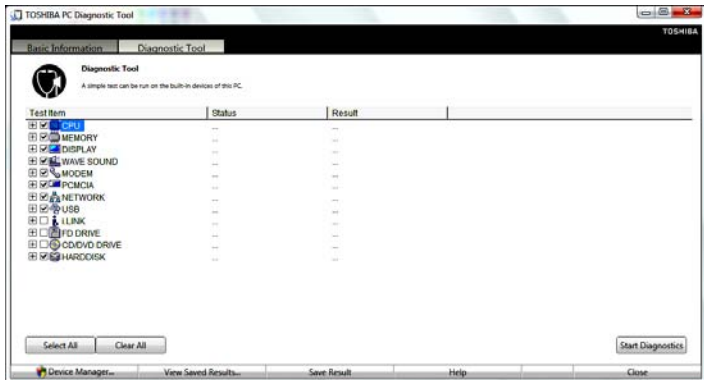 TOSHIBA PC Diagnostic Tool
TOSHIBA
Basic Information Diagnostic Tool
Diagnostic Tool
A simple test can be run on the built-in devices of this PC.
Test Item Status Result
CPU ... ...
MEMORY ... ...
DISPLAY ... ...
WAVE SOUND ... ...
MODEM ... ...
PCMCIA ... ...
NETWORK ... ...
USB ... ...
i.LINK ... ...
FD DRIVE ... ...
CD/DVD DRIVE ... ...
HARDDISK ... ...
Select All Clear All Start Diagnostics
Device Manager... View Saved Results... Save Result Help Close